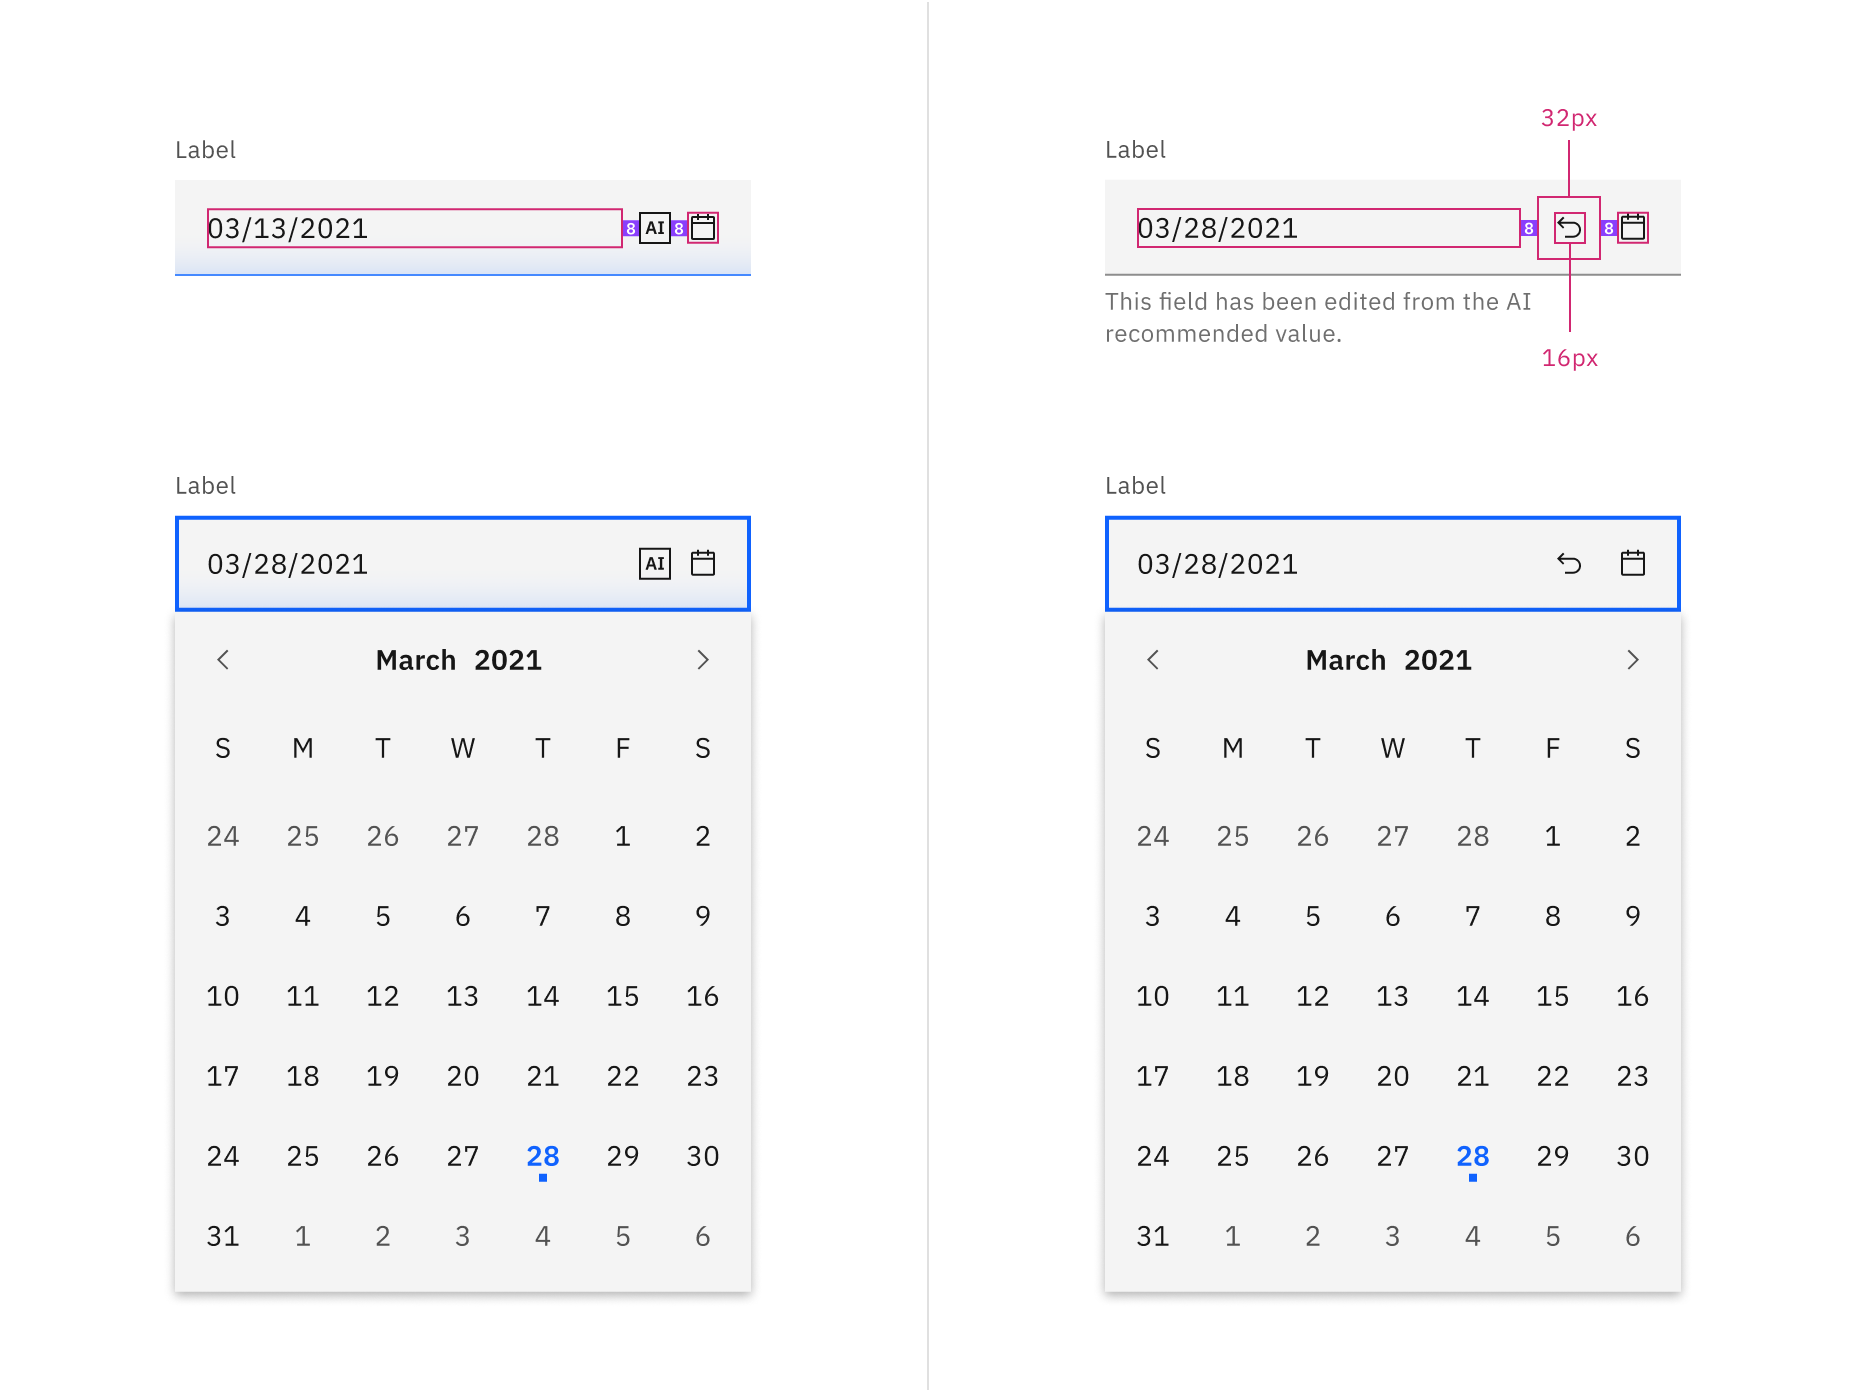 Label
03/13/2021 8 AI 8
Label
03/28/2021 AI
March 2021
S M T W T F S
24 25 26 27 28 1 2
3 4 5 6 7 8 9
10 11 12 13 14 15 16
17 18 19 20 21 22 23
24 25 26 27 28 29 30
31 1 2 3 4 5 6
32px
Label
03/28/2021 8 8
This field has been edited from the AI
recommended value.
16px
Label
03/28/2021
March 2021
S M T W T F S
24 25 26 27 28 1 2
3 4 5 6 7 8 9
10 11 12 13 14 15 16
17 18 19 20 21 22 23
24 25 26 27 28 29 30
31 1 2 3 4 5 6